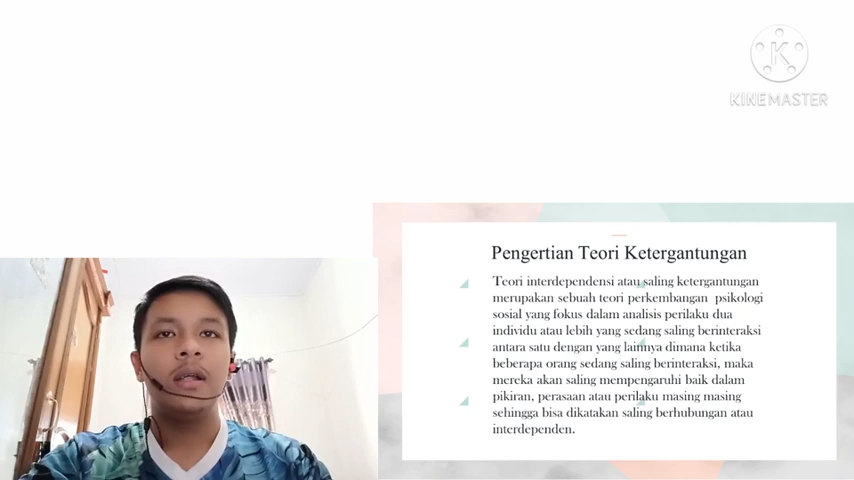 KINEMASTER
Pengertian Teori Ketergantungan
Teori interdependensi atau saling ketergantungan
merupakan sebuah teori perkembangan psikologi
sosial yang fokus dalam analisis perilaku dua
individu atau lebih yang sedang saling berinteraksi
antara satu dengan yang lainnya dimana ketika
beberapa orang sedang saling berinteraksi, maka
mereka akan saling mempengaruhi baik dalam
pikiran, perasaan atau perilaku masing masing
sehingga bisa dikatakan saling berhubungan atau
interdependen.